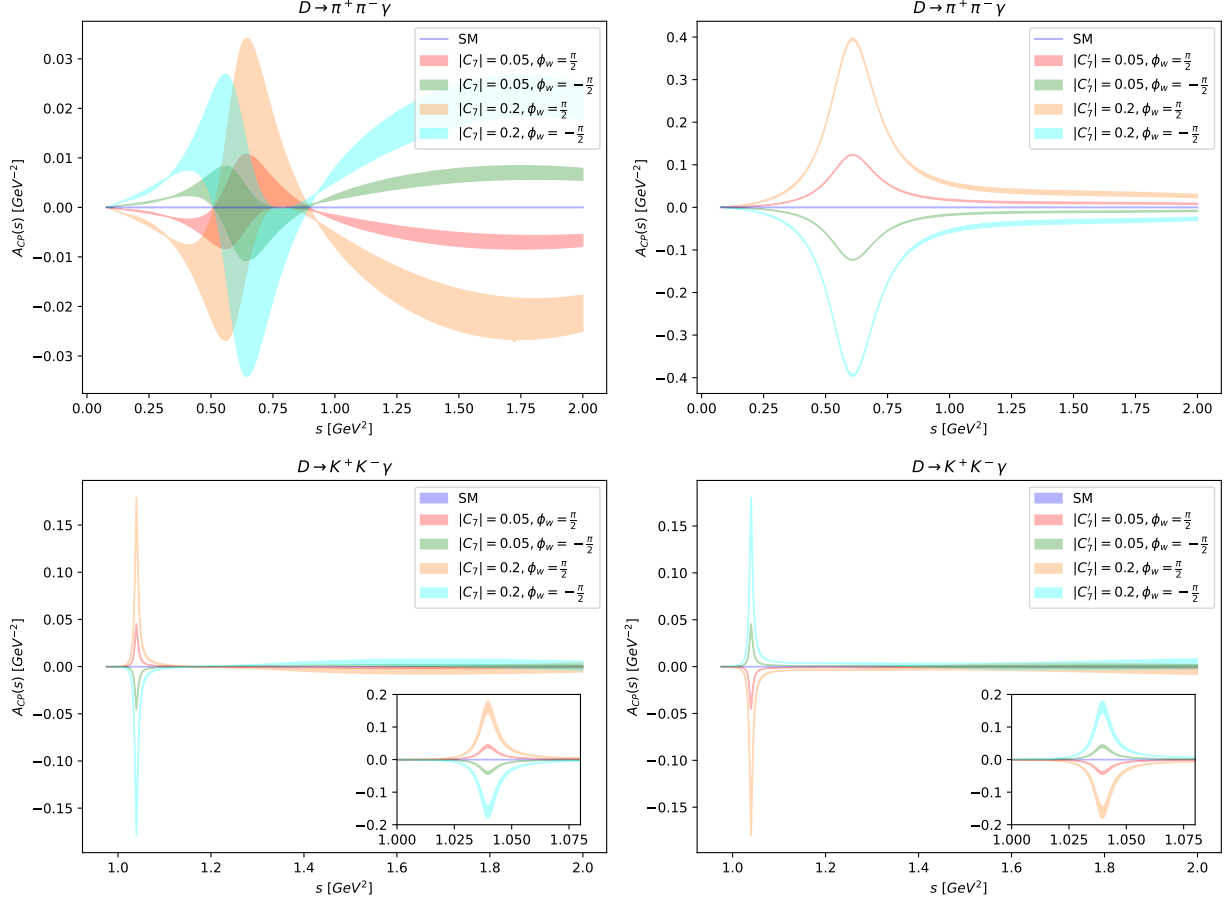 D → π⁺π⁻γ
A_CP(s) [GeV⁻²]
0.03
0.02
0.01
0.00
−0.01
−0.02
−0.03
0.00 0.25 0.50 0.75 1.00 1.25 1.50 1.75 2.00
s [GeV²]
SM
|C₇| = 0.05, ϕ_w = π/2
|C₇| = 0.05, ϕ_w = −π/2
|C₇| = 0.2, ϕ_w = π/2
|C₇| = 0.2, ϕ_w = −π/2
D → π⁺π⁻γ
A_CP(s) [GeV⁻²]
0.4
0.3
0.2
0.1
0.0
−0.1
−0.2
−0.3
−0.4
0.00 0.25 0.50 0.75 1.00 1.25 1.50 1.75 2.00
s [GeV²]
SM
|C′₇| = 0.05, ϕ_w = π/2
|C′₇| = 0.05, ϕ_w = −π/2
|C′₇| = 0.2, ϕ_w = π/2
|C′₇| = 0.2, ϕ_w = −π/2
D → K⁺K⁻γ
A_CP(s) [GeV⁻²]
0.15
0.10
0.05
0.00
−0.05
−0.10
−0.15
1.0 1.2 1.4 1.6 1.8 2.0
s [GeV²]
SM
|C₇| = 0.05, ϕ_w = π/2
|C₇| = 0.05, ϕ_w = −π/2
|C₇| = 0.2, ϕ_w = π/2
|C₇| = 0.2, ϕ_w = −π/2
0.2
0.1
0.0
−0.1
−0.2
1.000 1.025 1.050 1.075
D → K⁺K⁻γ
A_CP(s) [GeV⁻²]
0.15
0.10
0.05
0.00
−0.05
−0.10
−0.15
1.0 1.2 1.4 1.6 1.8 2.0
s [GeV²]
SM
|C′₇| = 0.05, ϕ_w = π/2
|C′₇| = 0.05, ϕ_w = −π/2
|C′₇| = 0.2, ϕ_w = π/2
|C′₇| = 0.2, ϕ_w = −π/2
0.2
0.1
0.0
−0.1
−0.2
1.000 1.025 1.050 1.075